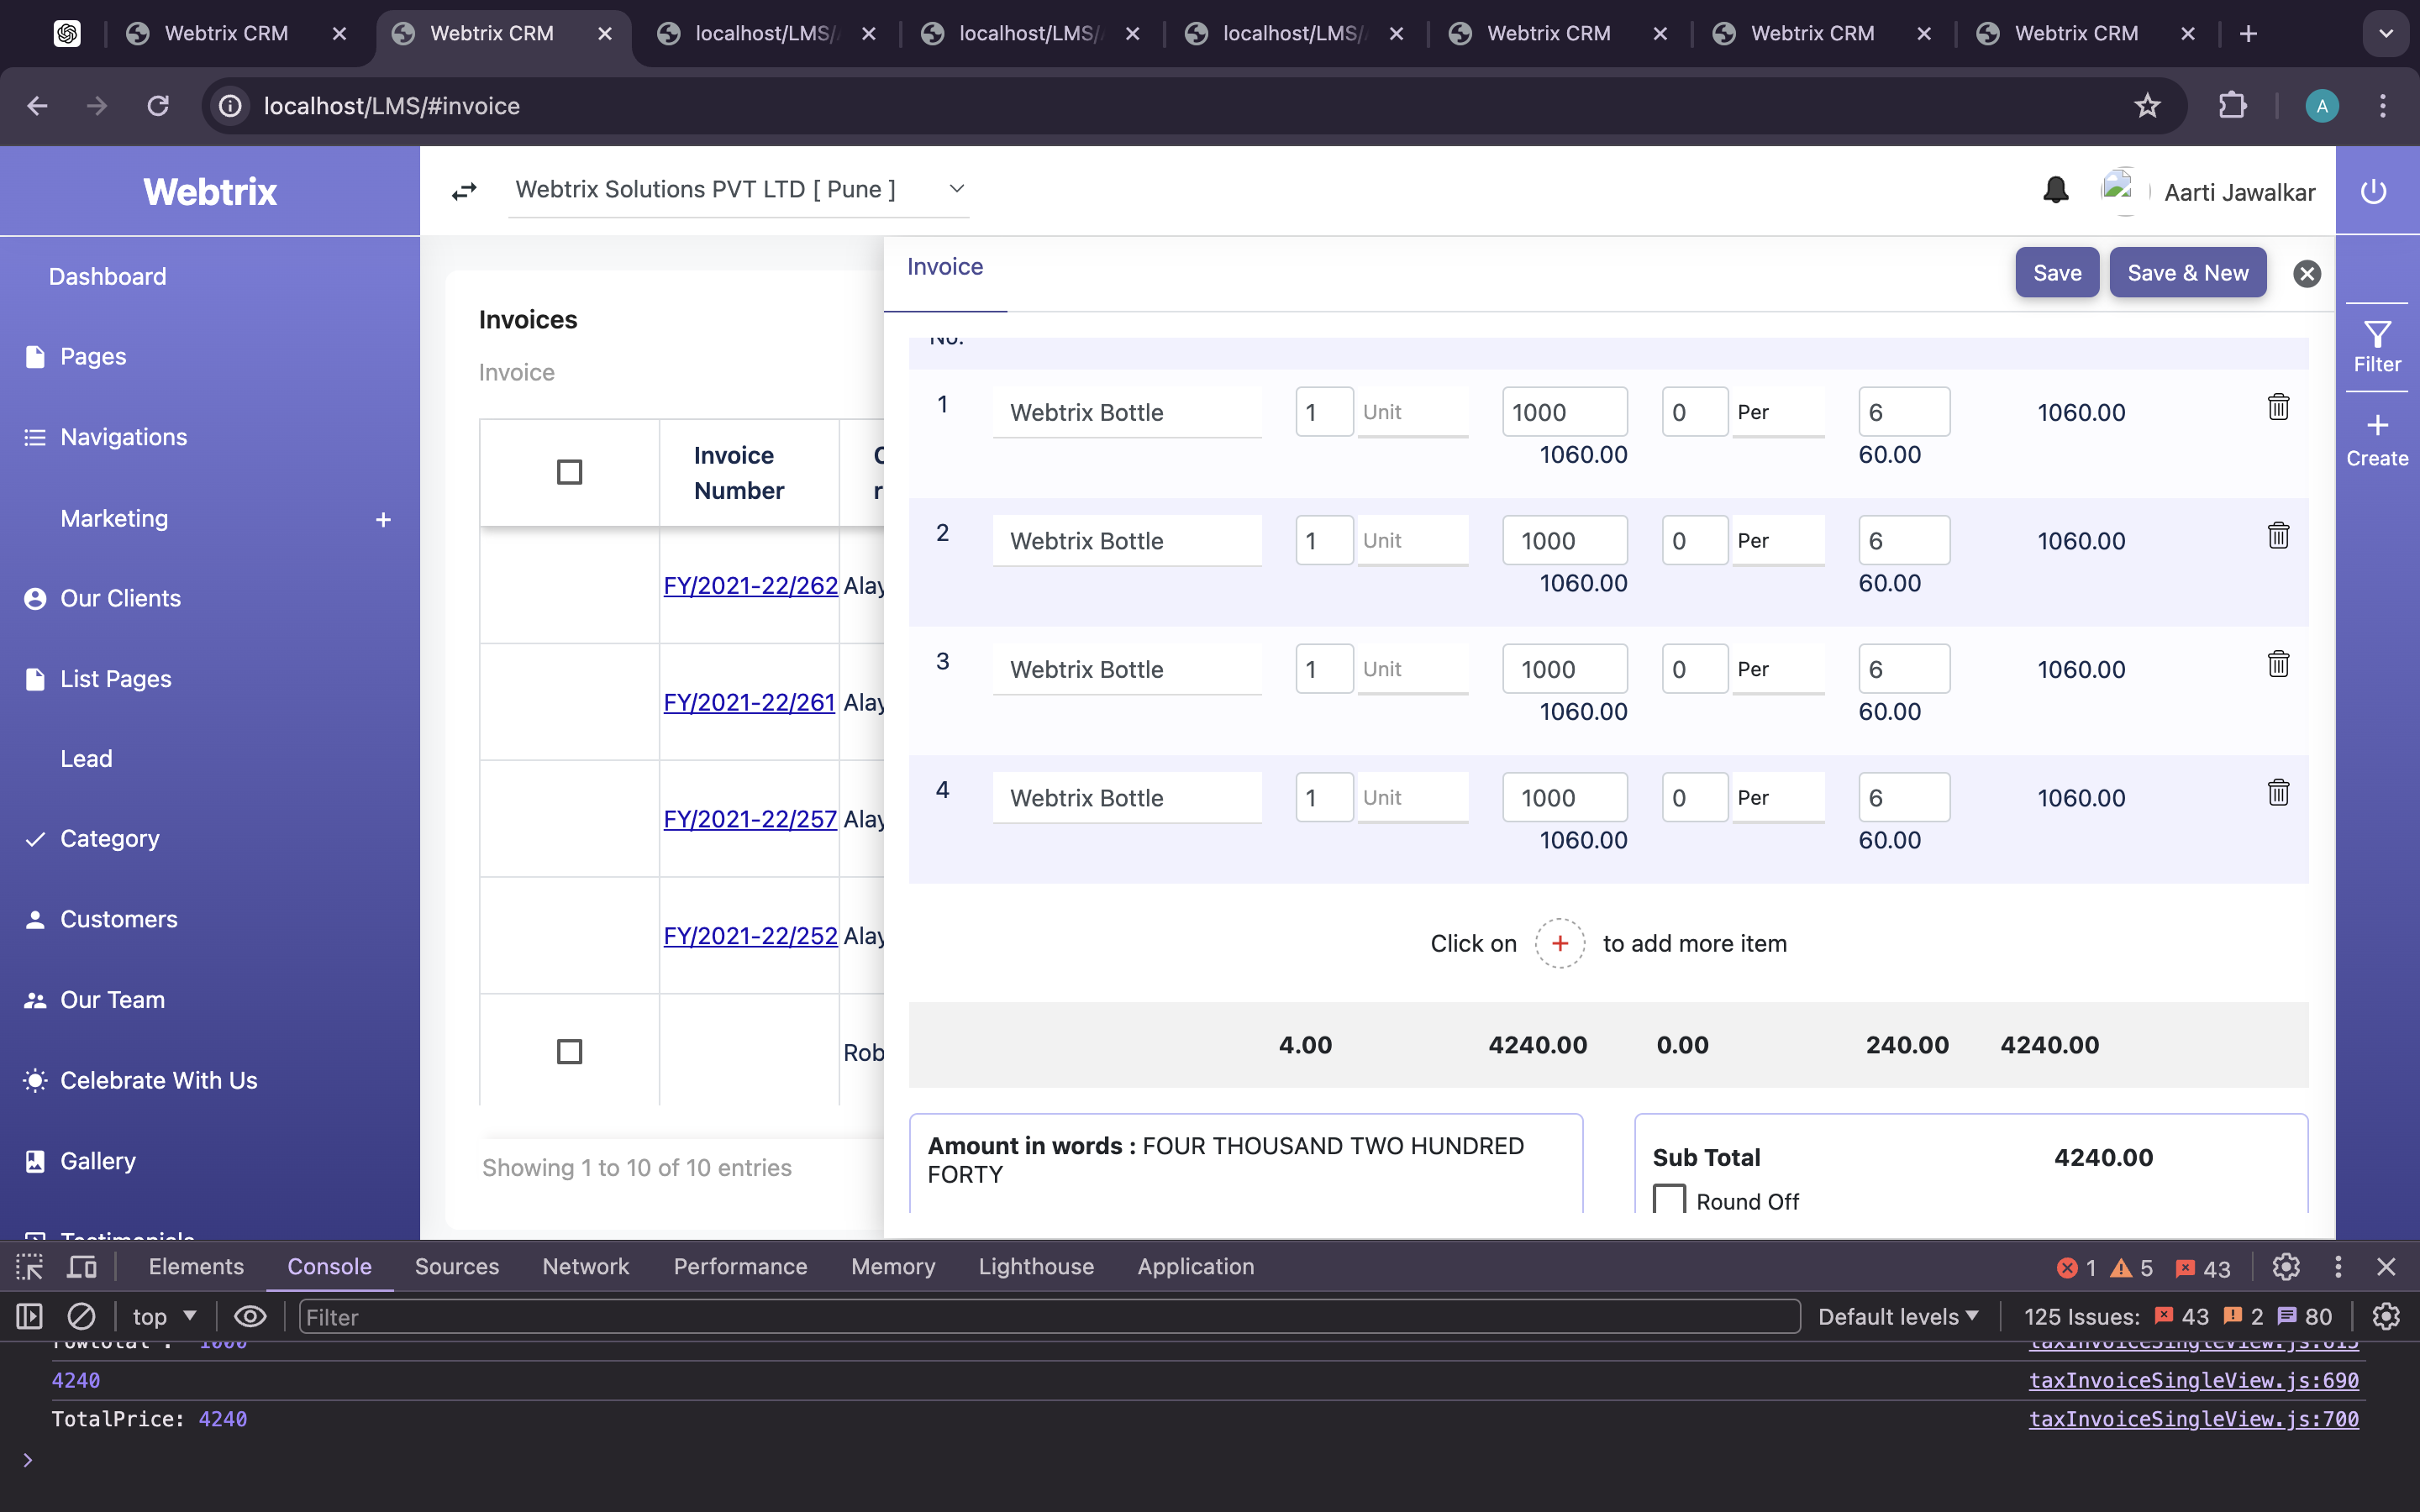 Webtrix CRM
Webtrix CRM
localhost/LMS/
localhost/LMS/
localhost/LMS/
Webtrix CRM
Webtrix CRM
Webtrix CRM
localhost/LMS/#invoice
A
Webtrix
Webtrix Solutions PVT LTD [ Pune ]
Aarti Jawalkar
Dashboard
Pages
Navigations
Marketing +
Our Clients
List Pages
Lead
Category
Customers
Our Team
Celebrate With Us
Gallery
Testimonials
Invoices
Invoice
Invoice Number
FY/2021-22/262 Alay
FY/2021-22/261 Alay
FY/2021-22/257 Alay
FY/2021-22/252 Alay
Rob
Showing 1 to 10 of 10 entries
Invoice
Save
Save & New
No.
1 Webtrix Bottle 1 Unit 1000 0 Per 6 1060.00
1060.00 60.00
2 Webtrix Bottle 1 Unit 1000 0 Per 6 1060.00
1060.00 60.00
3 Webtrix Bottle 1 Unit 1000 0 Per 6 1060.00
1060.00 60.00
4 Webtrix Bottle 1 Unit 1000 0 Per 6 1060.00
1060.00 60.00
Click on + to add more item
4.00 4240.00 0.00 240.00 4240.00
Amount in words : FOUR THOUSAND TWO HUNDRED
FORTY
Sub Total 4240.00
Round Off
Filter
+
Create
Elements Console Sources Network Performance Memory Lighthouse Application 1 5 43
top Filter Default levels 125 Issues: 43 2 80
1000 taxInvoiceSingleView.js:615
4240 taxInvoiceSingleView.js:690
TotalPrice: 4240 taxInvoiceSingleView.js:700